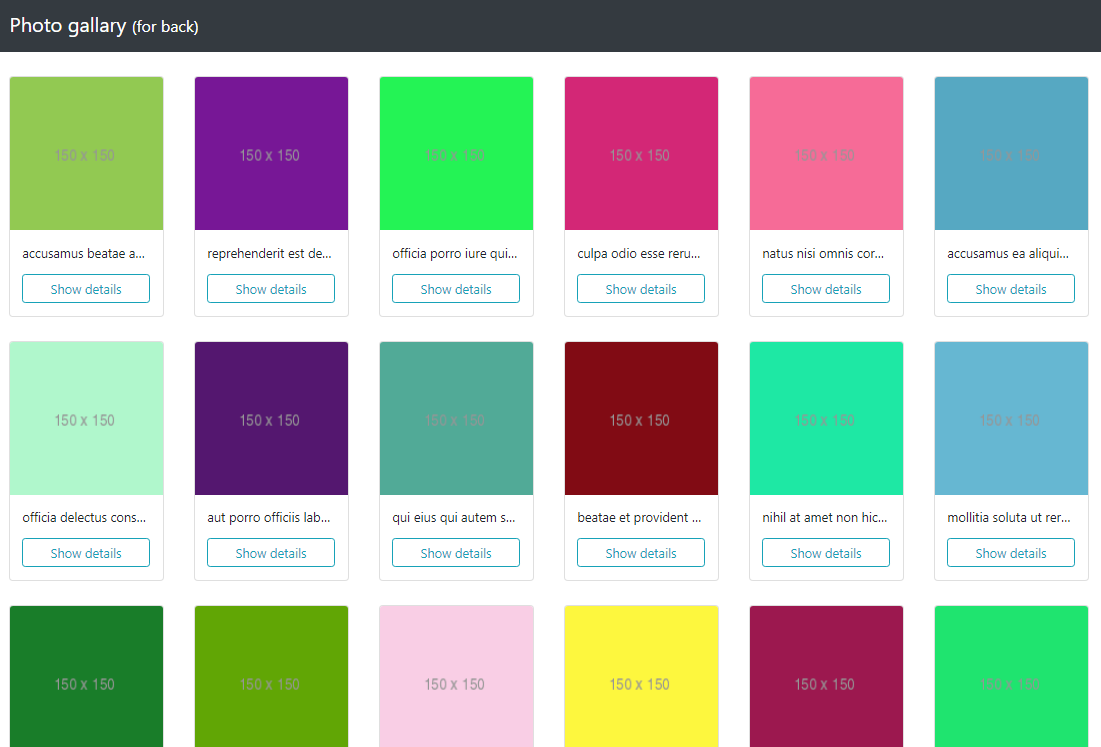 Photo gallary (for back)
150 x 150 150 x 150 150 x 150 150 x 150 150 x 150 150 x 150
accusamus beatae a... reprehenderit est de... officia porro iure qui... culpa odio esse reru... natus nisi omnis cor... accusamus ea aliqui...
Show details Show details Show details Show details Show details Show details
150 x 150 150 x 150 150 x 150 150 x 150 150 x 150 150 x 150
officia delectus cons... aut porro officiis lab... qui eius qui autem s... beatae et provident ... nihil at amet non hic... mollitia soluta ut rer...
Show details Show details Show details Show details Show details Show details
150 x 150 150 x 150 150 x 150 150 x 150 150 x 150 150 x 150